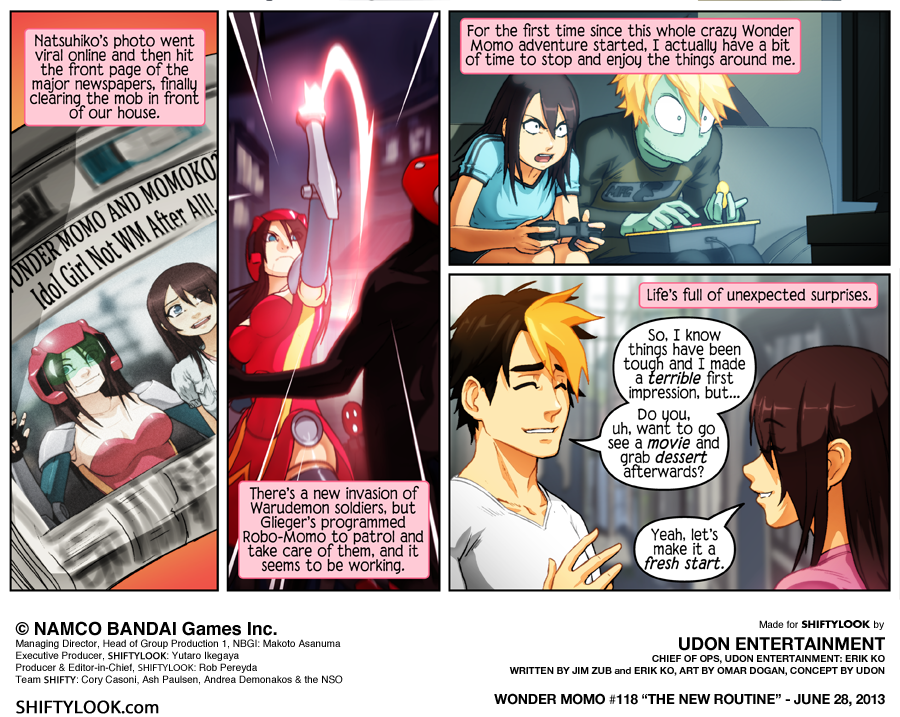 Natsuhiko's photo went
viral online and then hit
the front page of the
major newspapers, finally
clearing the mob in front
of our house.
WONDER MOMO AND MOMOKO?
Idol Girl Not WM After All!
There's a new invasion of
Warudemon soldiers, but
Glieger's programmed
Robo-Momo to patrol and
take care of them, and it
seems to be working.
For the first time since this whole crazy Wonder
Momo adventure started, I actually have a bit
of time to stop and enjoy the things around me.
Life's full of unexpected surprises.
So, I know
things have been
tough and I made
a terrible first
impression, but...
Do you,
uh, want to go
see a movie and
grab dessert
afterwards?
Yeah, let's
make it a
fresh start.
© NAMCO BANDAI Games Inc.
Managing Director, Head of Group Production 1, NBGI: Makoto Asanuma
Executive Producer, SHIFTYLOOK: Yutaro Ikegaya
Producer & Editor-in-Chief, SHIFTYLOOK: Rob Pereyda
Team SHIFTY: Cory Casoni, Ash Paulsen, Andrea Demonakos & the NSO
SHIFTYLOOK.com
Made for SHIFTYLOOK by
UDON ENTERTAINMENT
CHIEF OF OPS, UDON ENTERTAINMENT: ERIK KO
WRITTEN BY JIM ZUB and ERIK KO, ART BY OMAR DOGAN, CONCEPT BY UDON
WONDER MOMO #118 “THE NEW ROUTINE” - JUNE 28, 2013